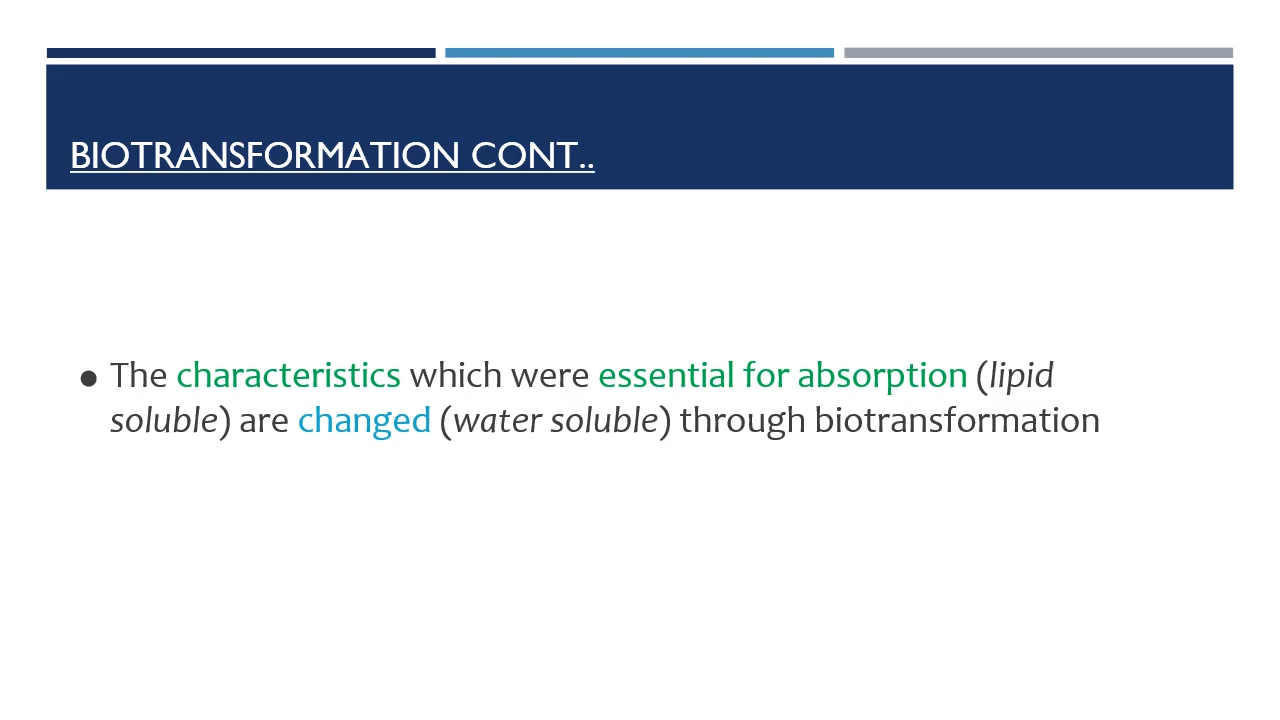 BIOTRANSFORMATION CONT..
● The characteristics which were essential for absorption (lipid
soluble) are changed (water soluble) through biotransformation